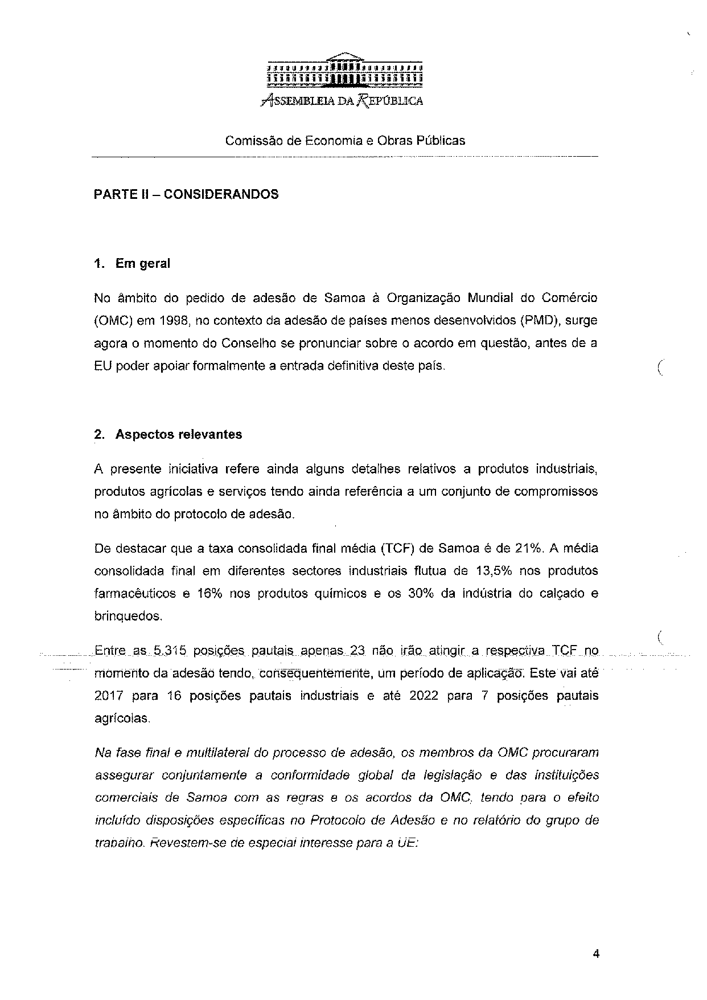 ASSEMBLEIA DA REPÚBLICA
Comissão de Economia e Obras Públicas
PARTE II – CONSIDERANDOS
1. Em geral
No âmbito do pedido de adesão de Samoa à Organização Mundial do Comércio
(OMC) em 1998, no contexto da adesão de países menos desenvolvidos (PMD), surge
agora o momento do Conselho se pronunciar sobre o acordo em questão, antes de a
EU poder apoiar formalmente a entrada definitiva deste país.
2. Aspectos relevantes
A presente iniciativa refere ainda alguns detalhes relativos a produtos industriais,
produtos agrícolas e serviços tendo ainda referência a um conjunto de compromissos
no âmbito do protocolo de adesão.
De destacar que a taxa consolidada final média (TCF) de Samoa é de 21%. A média
consolidada final em diferentes sectores industriais flutua de 13,5% nos produtos
farmacêuticos e 16% nos produtos químicos e os 30% da indústria do calçado e
brinquedos.
Entre as 5.315 posições pautais apenas 23 não irão atingir a respectiva TCF no
momento da adesão tendo, consequentemente, um período de aplicação. Este vai até
2017 para 16 posições pautais industriais e até 2022 para 7 posições pautais
agrícolas.
Na fase final e multilateral do processo de adesão, os membros da OMC procuraram
assegurar conjuntamente a conformidade global da legislação e das instituições
comerciais de Samoa com as regras e os acordos da OMC, tendo para o efeito
incluído disposições específicas no Protocolo de Adesão e no relatório do grupo de
trabalho. Revestem-se de especial interesse para a UE:
4